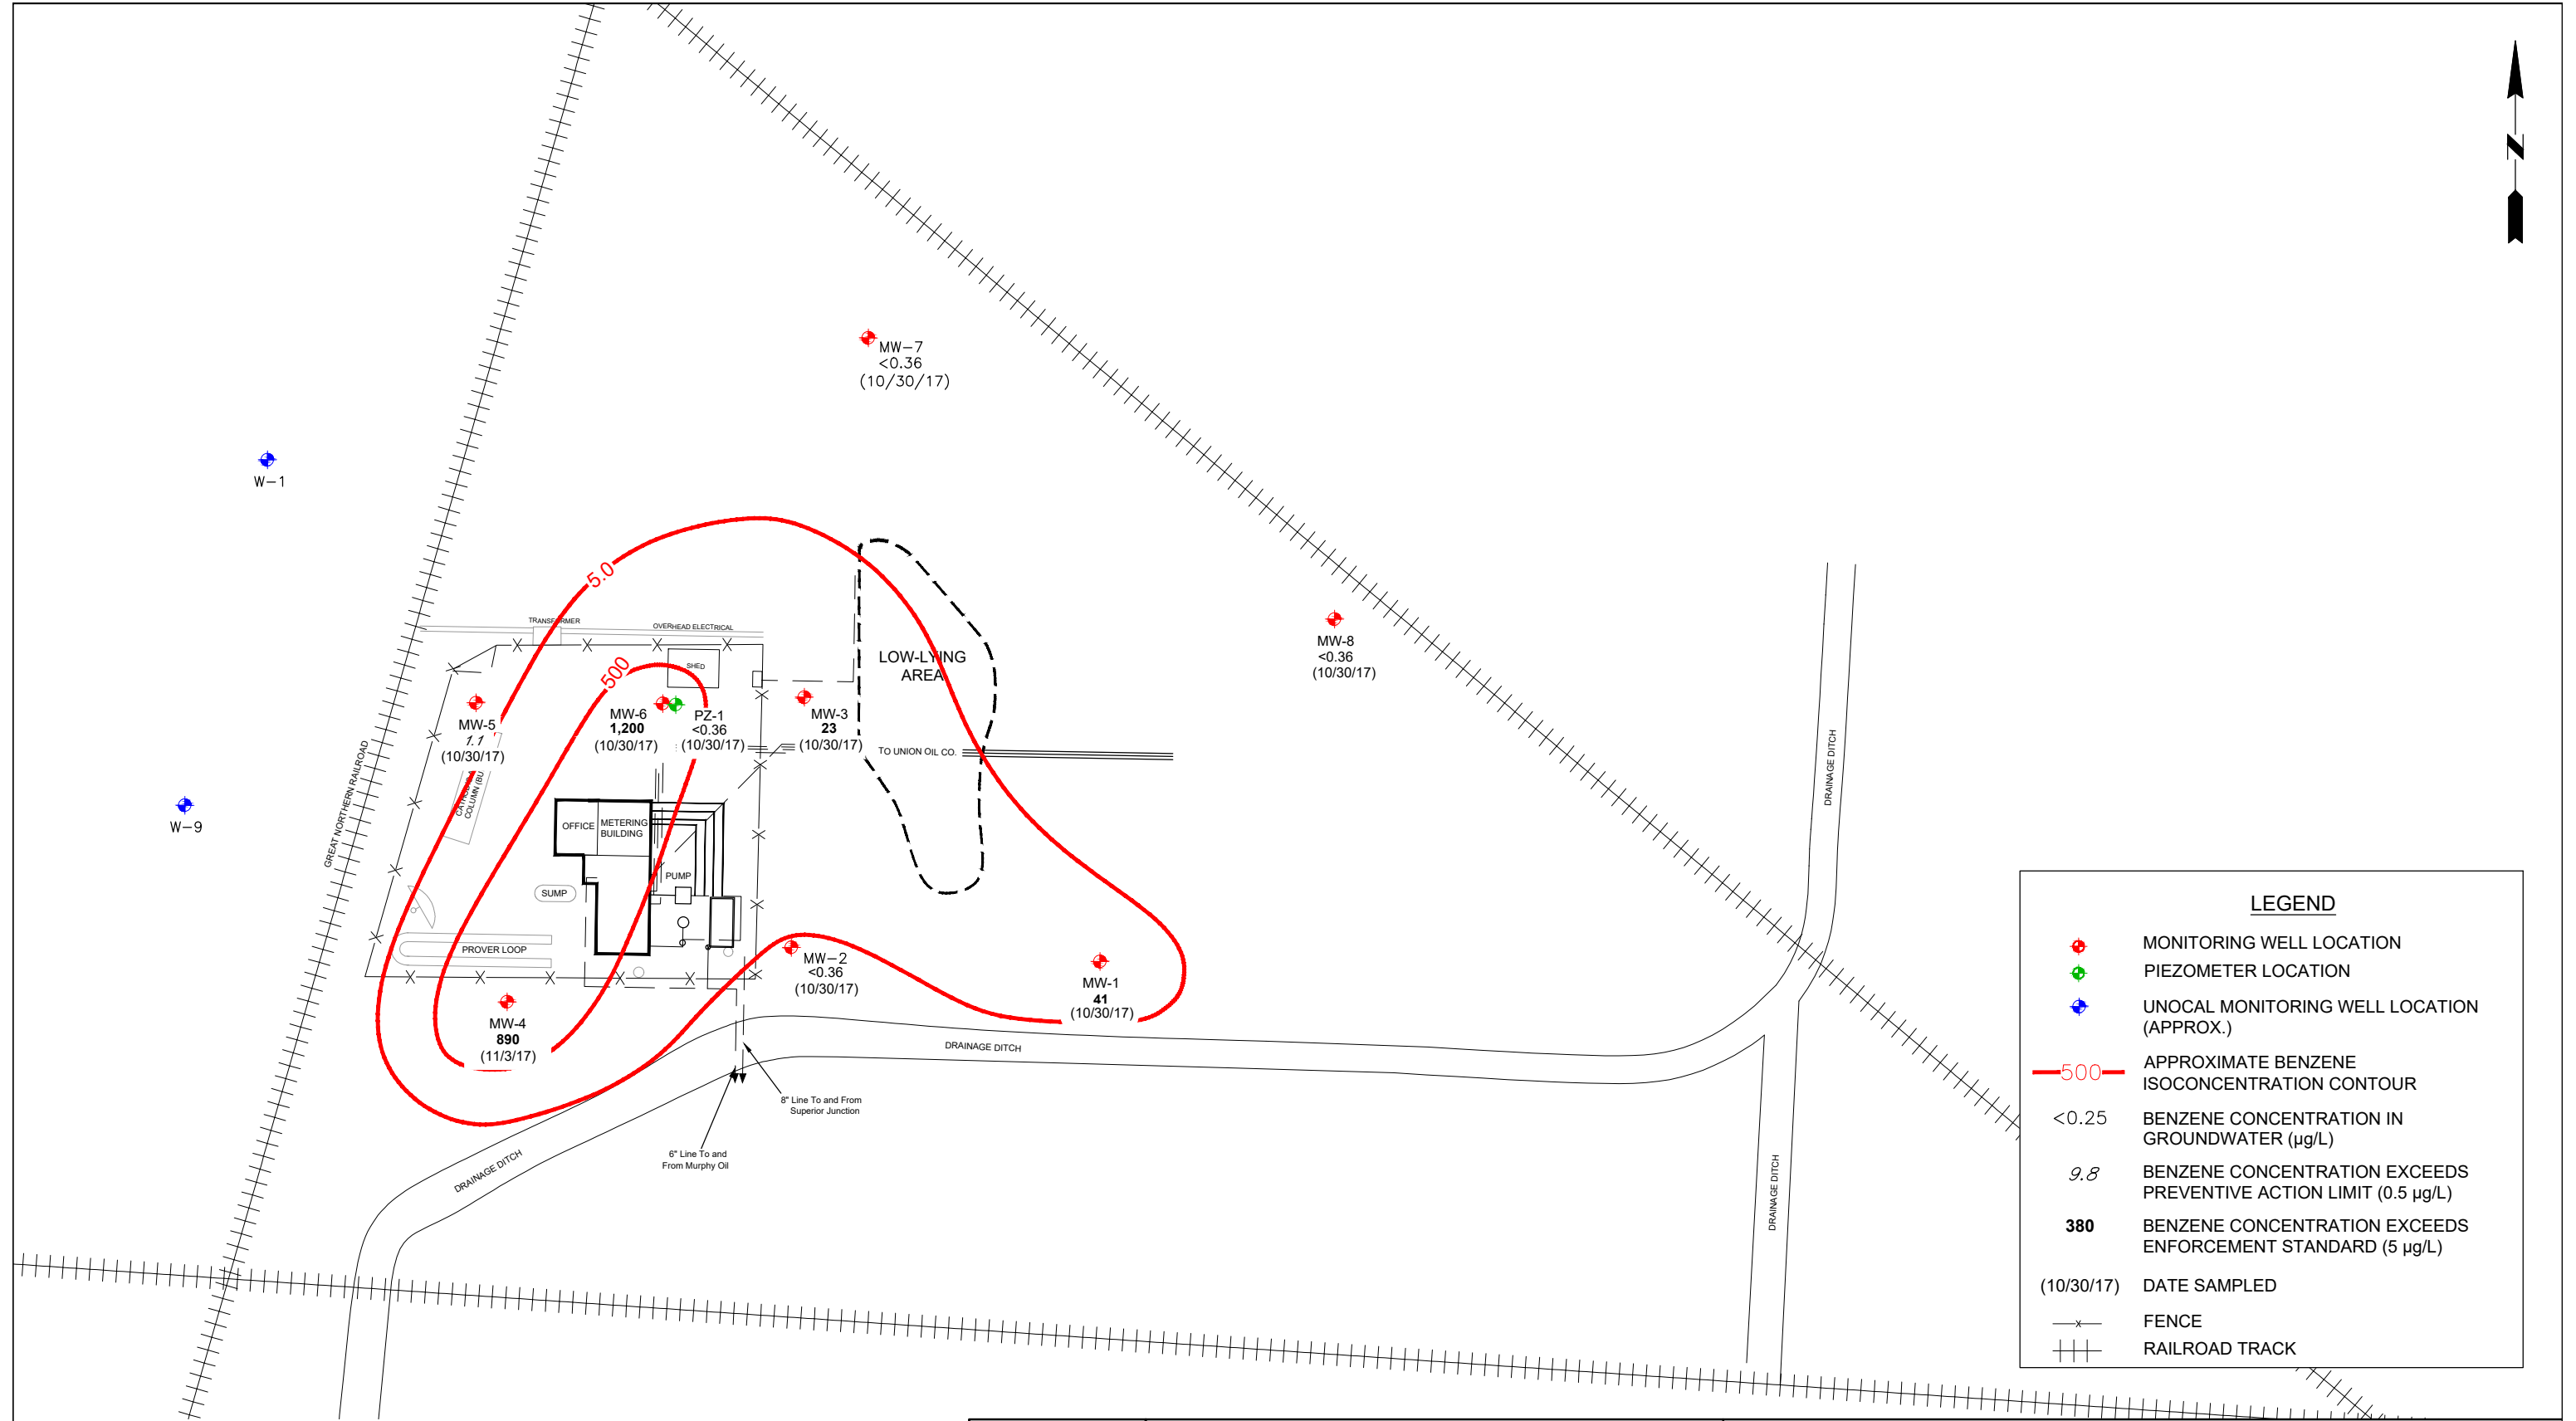 N
MW-7
<0.36
(10/30/17)
W-1
5.0
TRANSFORMER
OVERHEAD ELECTRICAL
MW-8
<0.36
(10/30/17)
LOW-LYING
AREA
SHED
500
MW-5
1.1
(10/30/17)
MW-6
1,200
(10/30/17)
PZ-1
<0.36
(10/30/17)
MW-3
23
(10/30/17)
TO UNION OIL CO.
GREAT NORTHERN RAILROAD
COLUMN (BU
W-9
OFFICE
METERING
BUILDING
PUMP
SUMP
PROVER LOOP
DRAINAGE DITCH
MW-2
<0.36
(10/30/17)
MW-1
41
(10/30/17)
MW-4
890
(11/3/17)
DRAINAGE DITCH
8" Line To and From
Superior Junction
6" Line To and
From Murphy Oil
DRAINAGE DITCH
DRAINAGE DITCH
LEGEND
MONITORING WELL LOCATION
PIEZOMETER LOCATION
UNOCAL MONITORING WELL LOCATION
(APPROX.)
500
APPROXIMATE BENZENE
ISOCONCENTRATION CONTOUR
<0.25
BENZENE CONCENTRATION IN
GROUNDWATER (µg/L)
9.8
BENZENE CONCENTRATION EXCEEDS
PREVENTIVE ACTION LIMIT (0.5 µg/L)
380
BENZENE CONCENTRATION EXCEEDS
ENFORCEMENT STANDARD (5 µg/L)
(10/30/17)
DATE SAMPLED
x
FENCE
RAILROAD TRACK